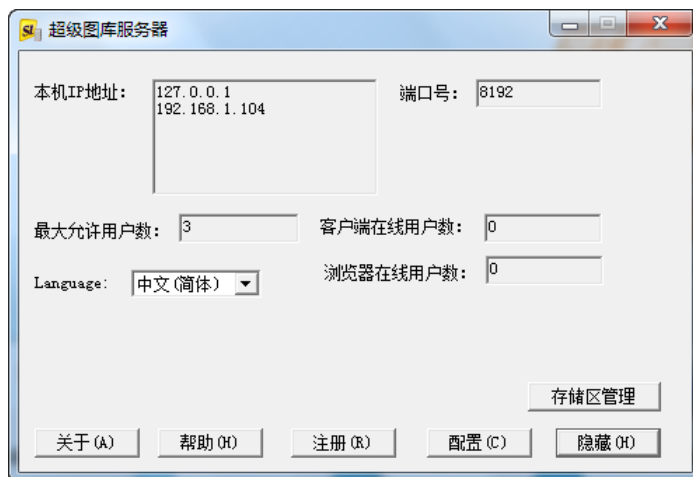 SL 超级图库服务器
本机IP地址: 127.0.0.1
192.168.1.104
端口号: 8192
最大允许用户数: 3
客户端在线用户数: 0
Language: 中文(简体)
浏览器在线用户数: 0
存储区管理
关于(A) 帮助(H) 注册(R) 配置(C) 隐藏(H)